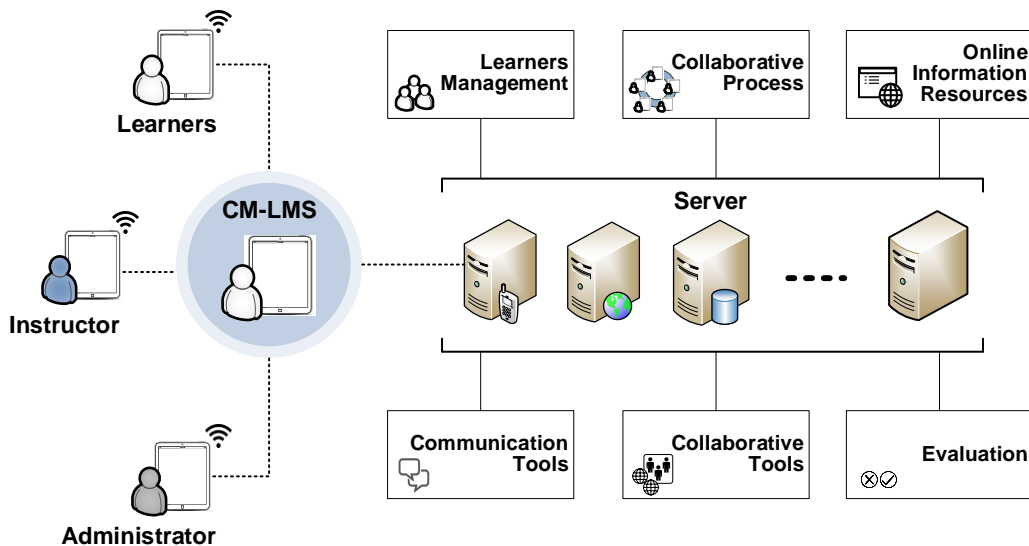 Learners
Management
Collaborative
Process
Online
Information
Resources
Learners
Server
CM-LMS
Instructor
Communication
Tools
Collaborative
Tools
Evaluation
Administrator